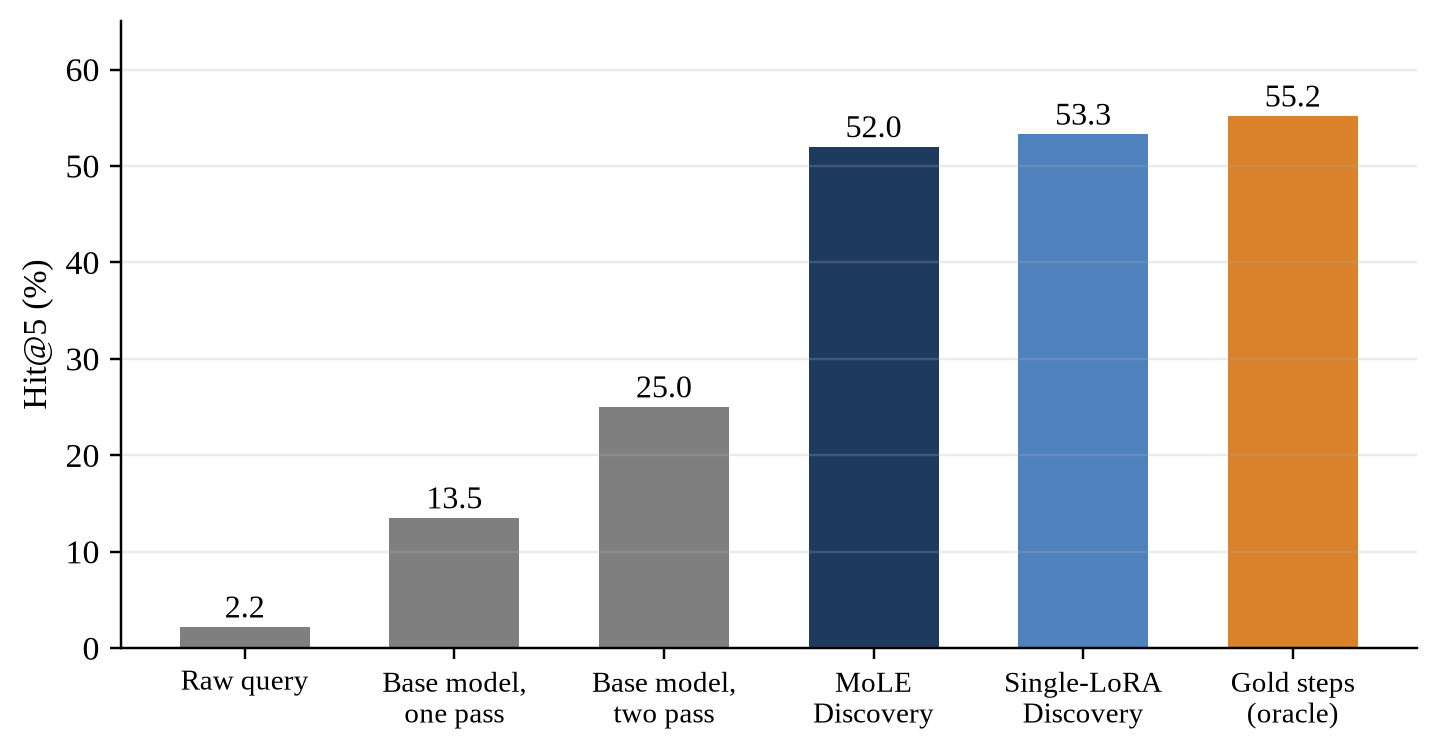 Hit@5 (%)
60
50
40
30
20
10
0
2.2
13.5
25.0
52.0
53.3
55.2
Raw query
Base model,
one pass
Base model,
two pass
MoLE
Discovery
Single-LoRA
Discovery
Gold steps
(oracle)